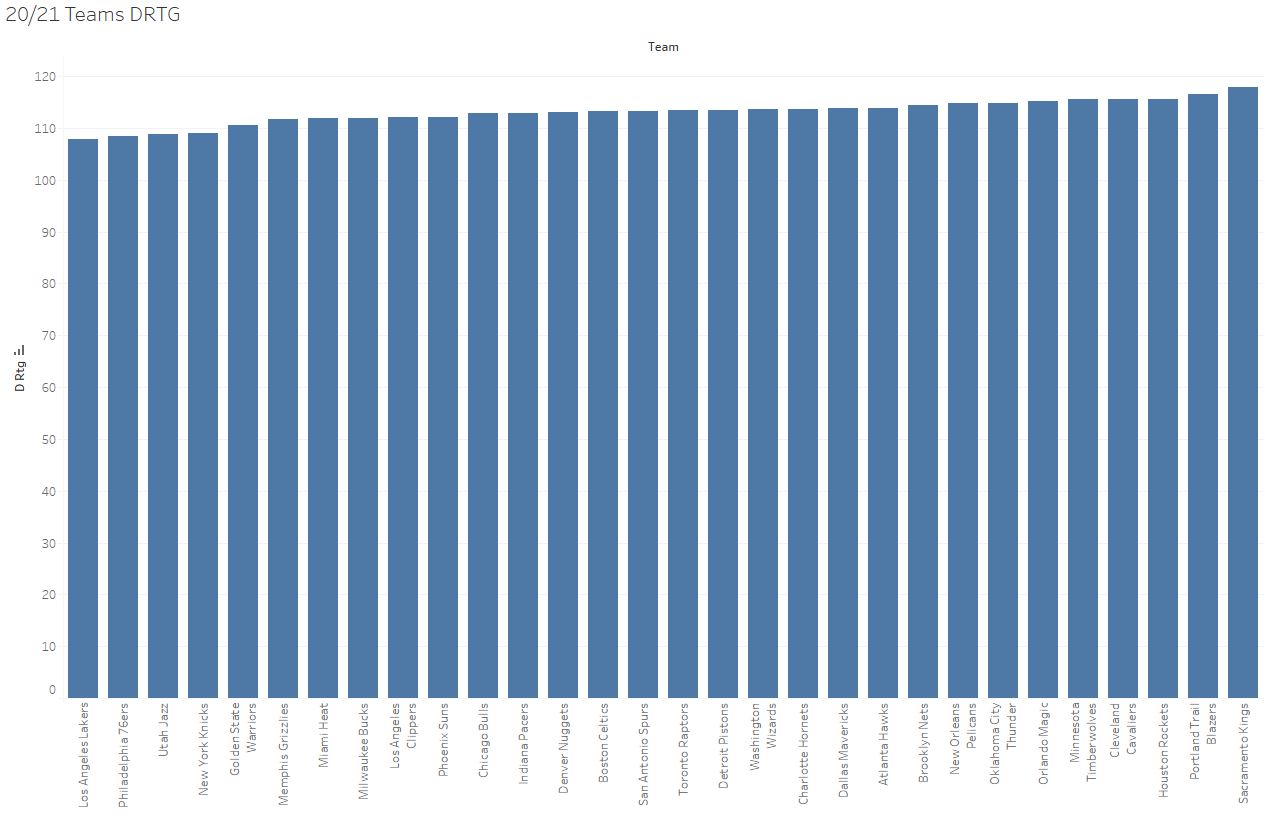 20/21 Teams DRTG
Team
120
110
100
90
80
70
60
50
40
30
20
10
0
D Rtg
Los Angeles Lakers
Philadelphia 76ers
Utah Jazz
New York Knicks
Golden State
Warriors
Memphis Grizzlies
Miami Heat
Milwaukee Bucks
Los Angeles
Clippers
Phoenix Suns
Chicago Bulls
Indiana Pacers
Denver Nuggets
Boston Celtics
San Antonio Spurs
Toronto Raptors
Detroit Pistons
Washington
Wizards
Charlotte Hornets
Dallas Mavericks
Atlanta Hawks
Brooklyn Nets
New Orleans
Pelicans
Oklahoma City
Thunder
Orlando Magic
Minnesota
Timberwolves
Cleveland
Cavaliers
Houston Rockets
Portland Trail
Blazers
Sacramento Kings